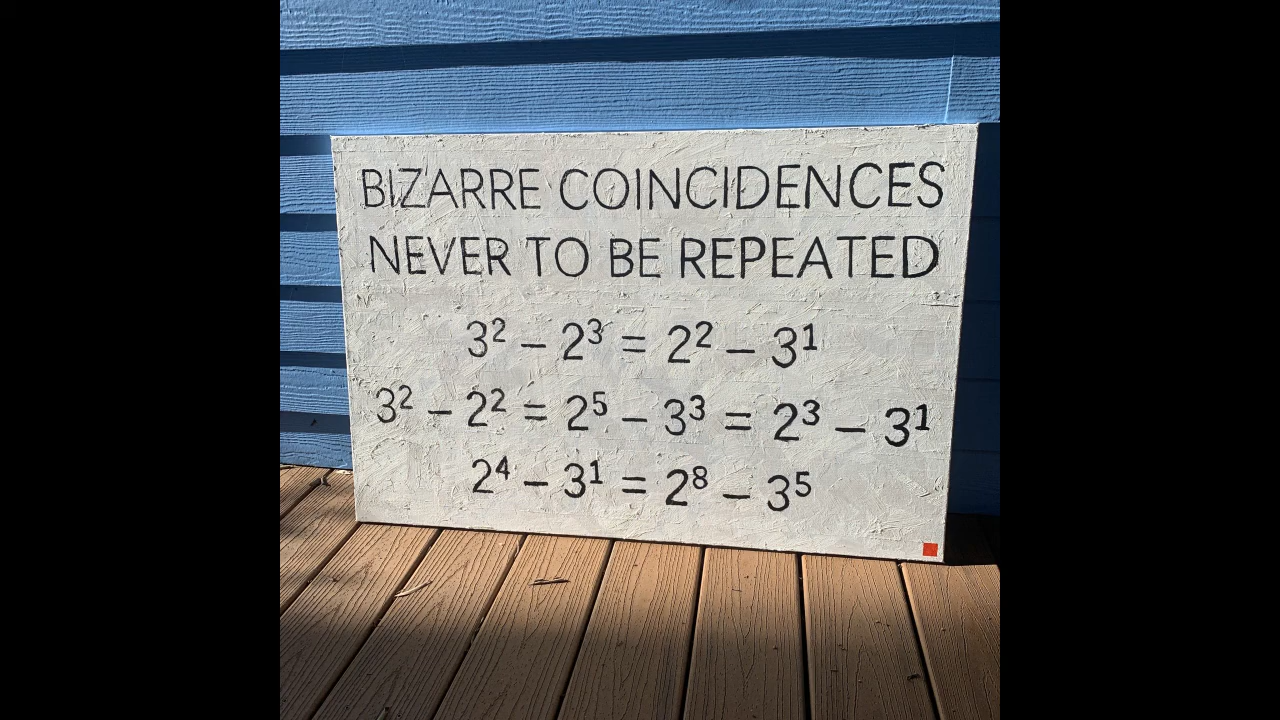 BIZARRE COINCIDENCES
NEVER TO BE REPEATED
3² – 2³ = 2² – 3¹
3² – 2² = 2⁵ – 3³ = 2³ – 3¹
2⁴ – 3¹ = 2⁸ – 3⁵